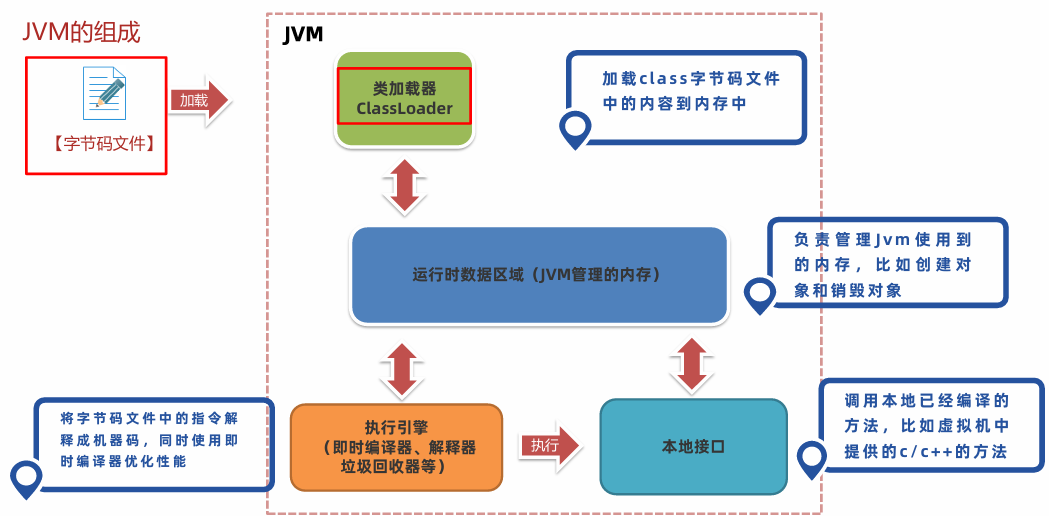 JVM的组成
【字节码文件】
加载
JVM
类加载器
ClassLoader
加载class字节码文件
中的内容到内存中
运行时数据区域（JVM管理的内存）
负责管理Jvm使用到
的内存，比如创建对
象和销毁对象
将字节码文件中的指令解
释成机器码，同时使用即
时编译器优化性能
执行引擎
（即时编译器、解释器
垃圾回收器等）
执行
本地接口
调用本地已经编译的
方法，比如虚拟机中
提供的c/c++的方法